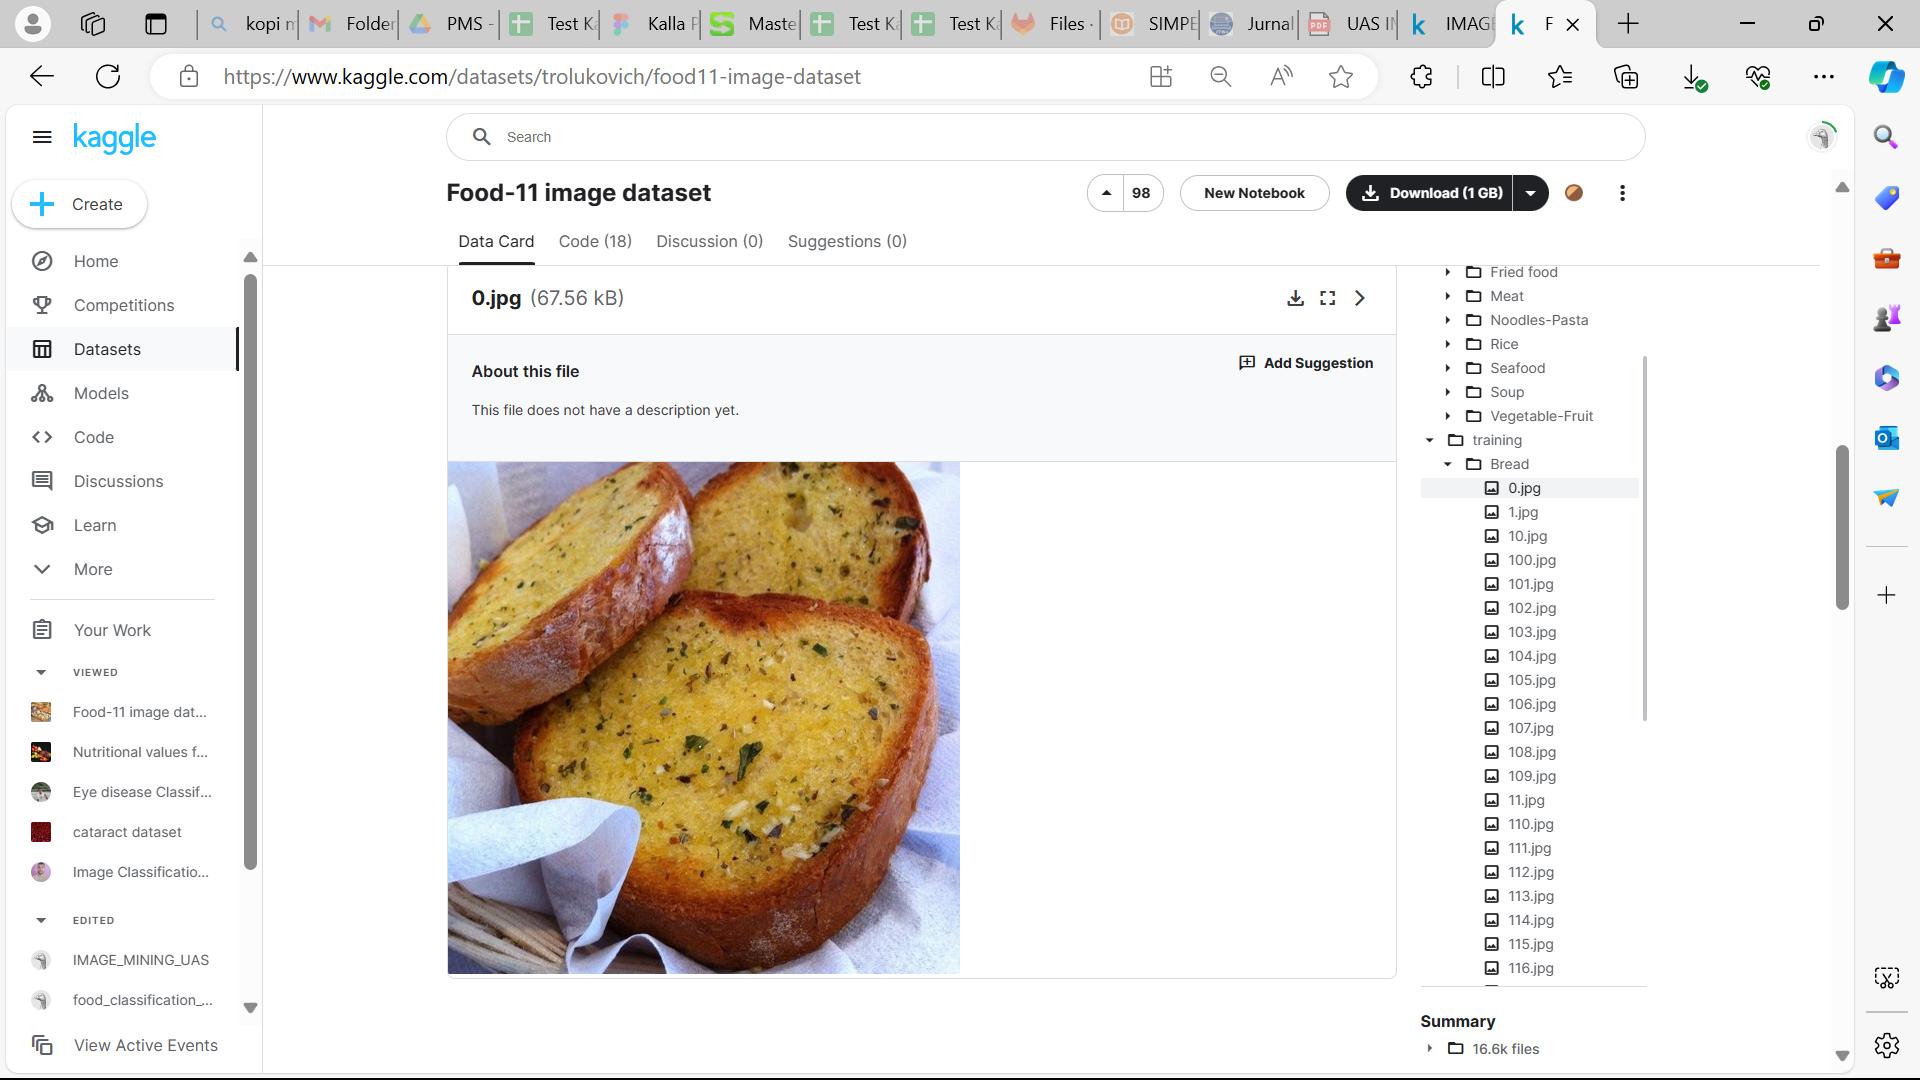 kopi m
Folder
PMS -
Test Ka
Kalla P
Maste
Test Ka
Test Ka
Files ·
SIMPE
Jurnal
UAS IM
IMAGE
F
https://www.kaggle.com/datasets/trolukovich/food11-image-dataset
kaggle
Search
Create
Food-11 image dataset
98
New Notebook
Download (1 GB)
Data Card
Code (18)
Discussion (0)
Suggestions (0)
Home
Competitions
Datasets
Models
Code
Discussions
Learn
More
Your Work
VIEWED
Food-11 image dat...
Nutritional values f...
Eye disease Classif...
cataract dataset
Image Classificatio...
EDITED
IMAGE_MINING_UAS
food_classification_...
View Active Events
0.jpg (67.56 kB)
About this file
Add Suggestion
This file does not have a description yet.
Fried food
Meat
Noodles-Pasta
Rice
Seafood
Soup
Vegetable-Fruit
training
Bread
0.jpg
1.jpg
10.jpg
100.jpg
101.jpg
102.jpg
103.jpg
104.jpg
105.jpg
106.jpg
107.jpg
108.jpg
109.jpg
11.jpg
110.jpg
111.jpg
112.jpg
113.jpg
114.jpg
115.jpg
116.jpg
Summary
16.6k files